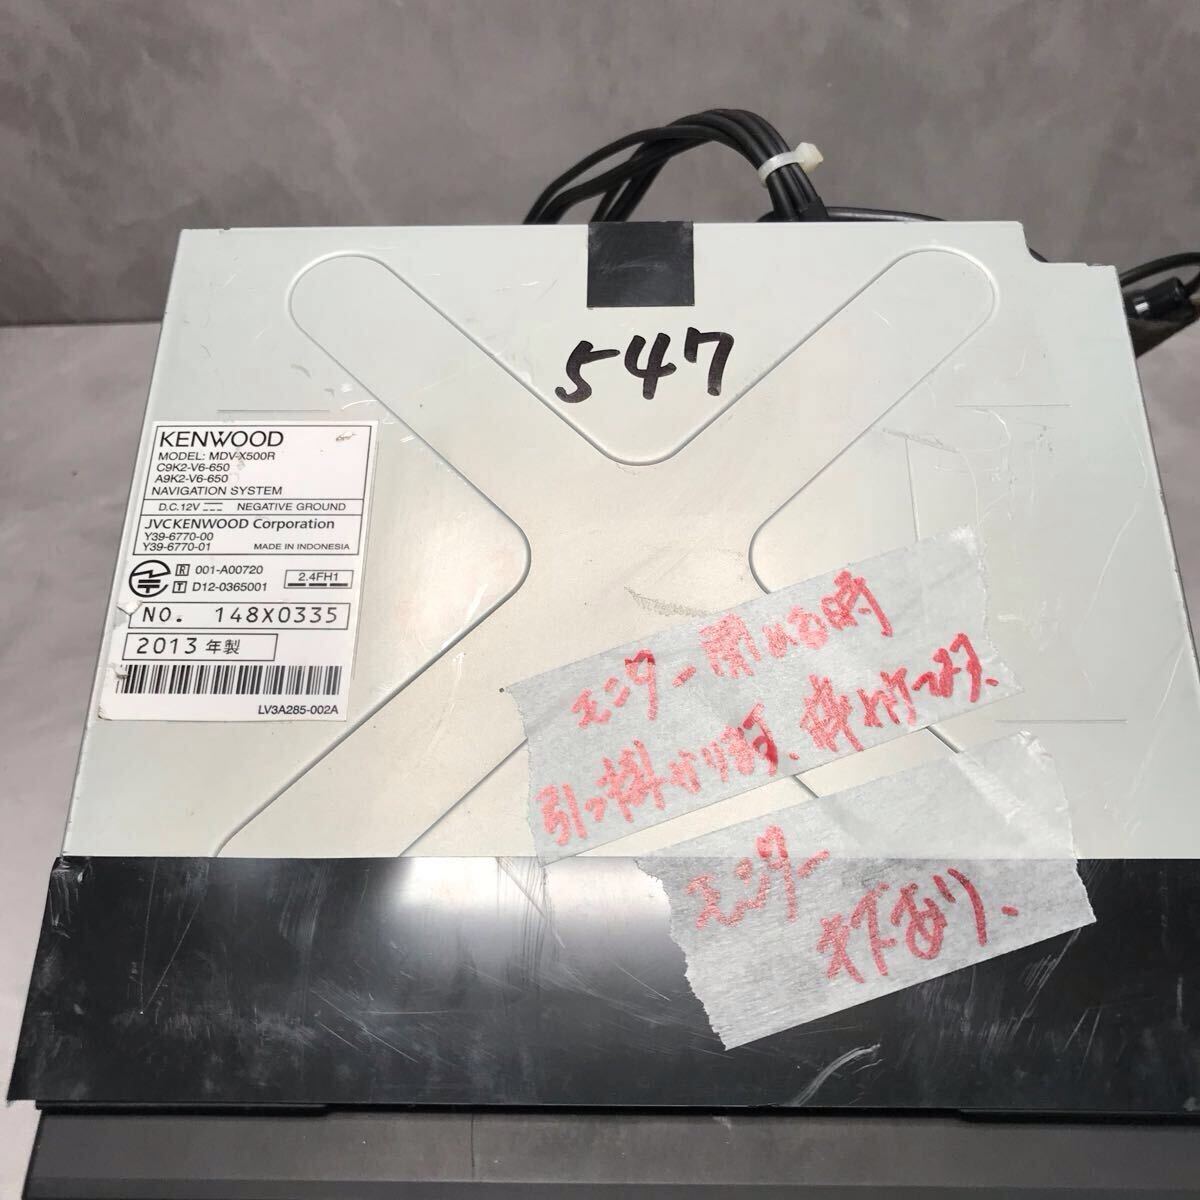 547
KENWOOD
MODEL: MDV-X500R
C9K2-V6-650
A9K2-V6-650
NAVIGATION SYSTEM
D.C.12V NEGATIVE GROUND
JVCKENWOOD Corporation
Y39-6770-00
Y39-6770-01 MADE IN INDONESIA
R 001-A00720
T D12-0365001
2.4FH1
NO. 148X0335
2013年製
LV3A285-002A
モニター 閉める時
引っ掛かります、
モニター
キズあり、